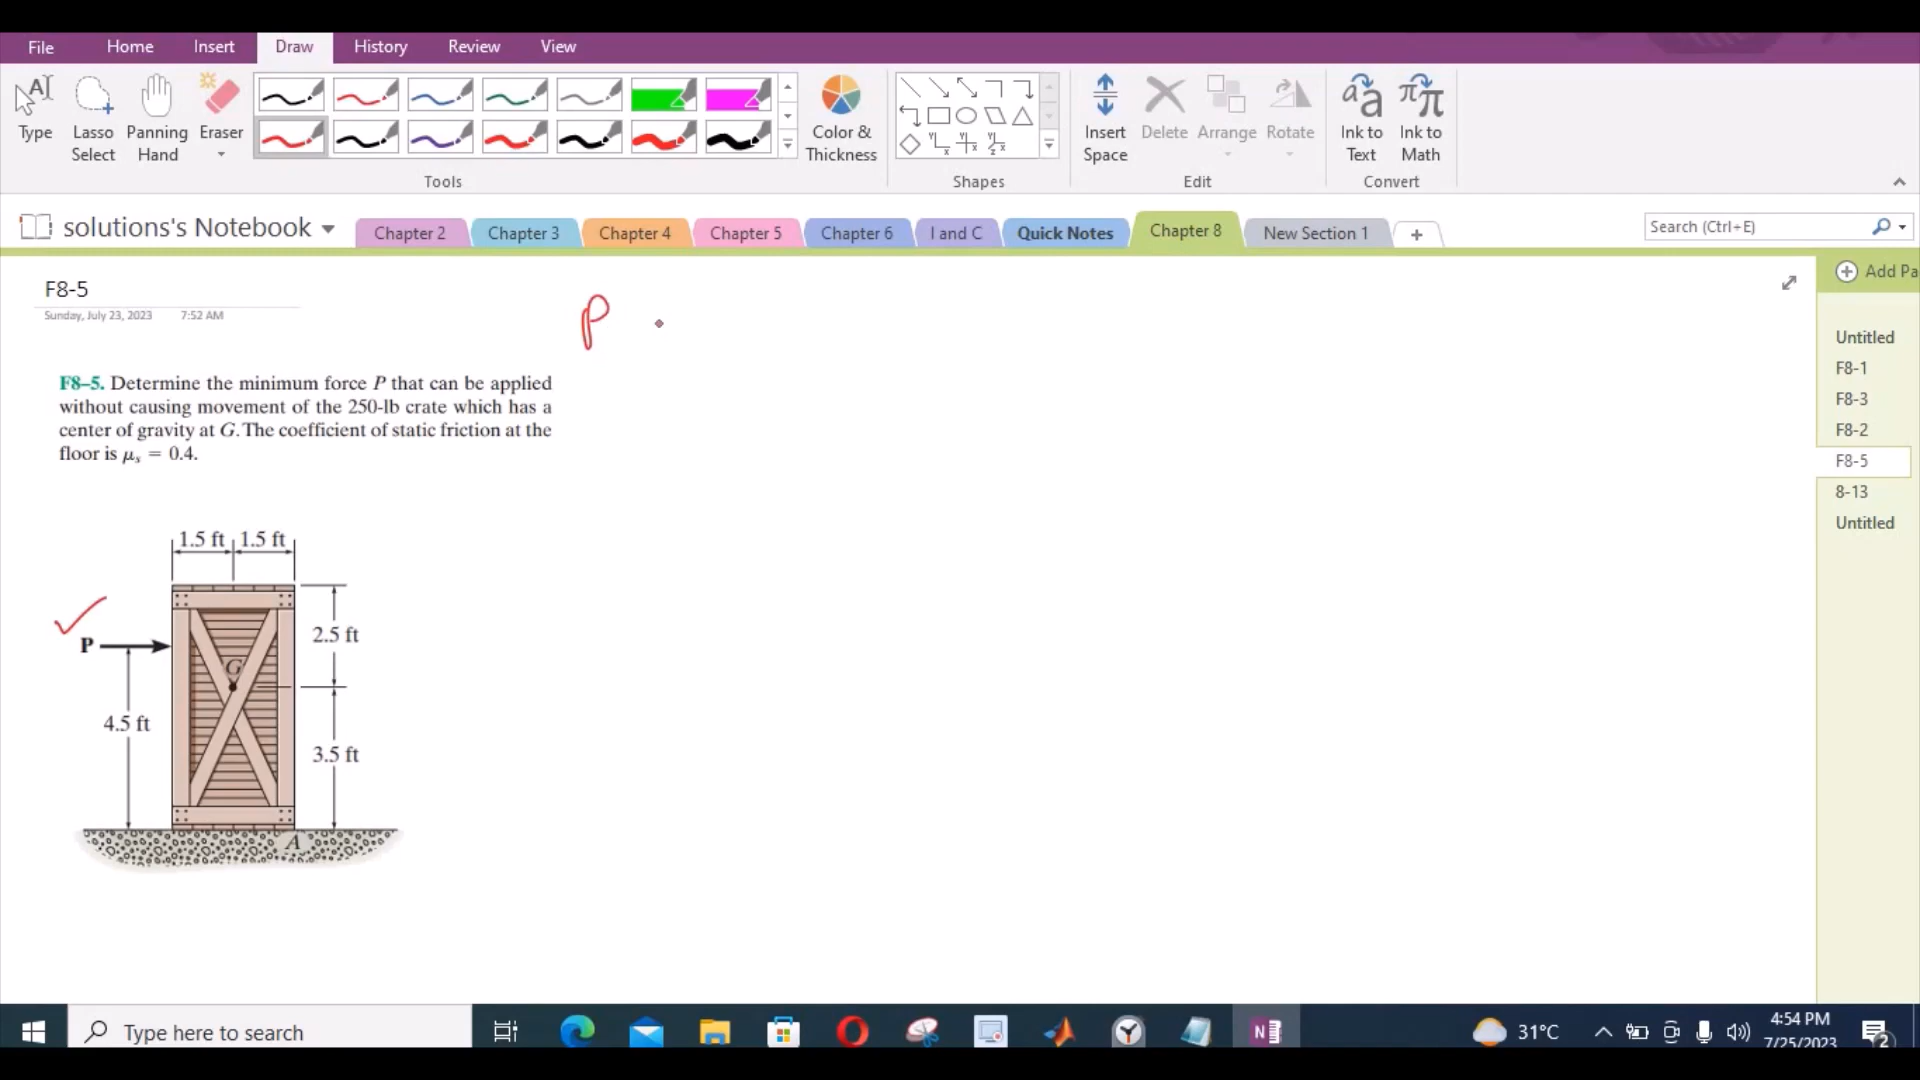 File Home Insert Draw History Review View
Type
Lasso Select
Panning Hand
Eraser
Color & Thickness
Insert Space
Delete
Arrange
Rotate
Ink to Text
Ink to Math
Tools
Shapes
Edit
Convert
solutions's Notebook
Chapter 2
Chapter 3
Chapter 4
Chapter 5
Chapter 6
I and C
Quick Notes
Chapter 8
New Section 1
Search (Ctrl+E)
Add Pa
F8-5
Sunday, July 23, 2023 7:52 AM
P
F8–5. Determine the minimum force P that can be applied
without causing movement of the 250-lb crate which has a
center of gravity at G. The coefficient of static friction at the
floor is μs = 0.4.
1.5 ft 1.5 ft
2.5 ft
P
G
4.5 ft
3.5 ft
A
Untitled
F8-1
F8-3
F8-2
F8-5
8-13
Untitled
Type here to search
N
31°C
4:54 PM
7/25/2023
2